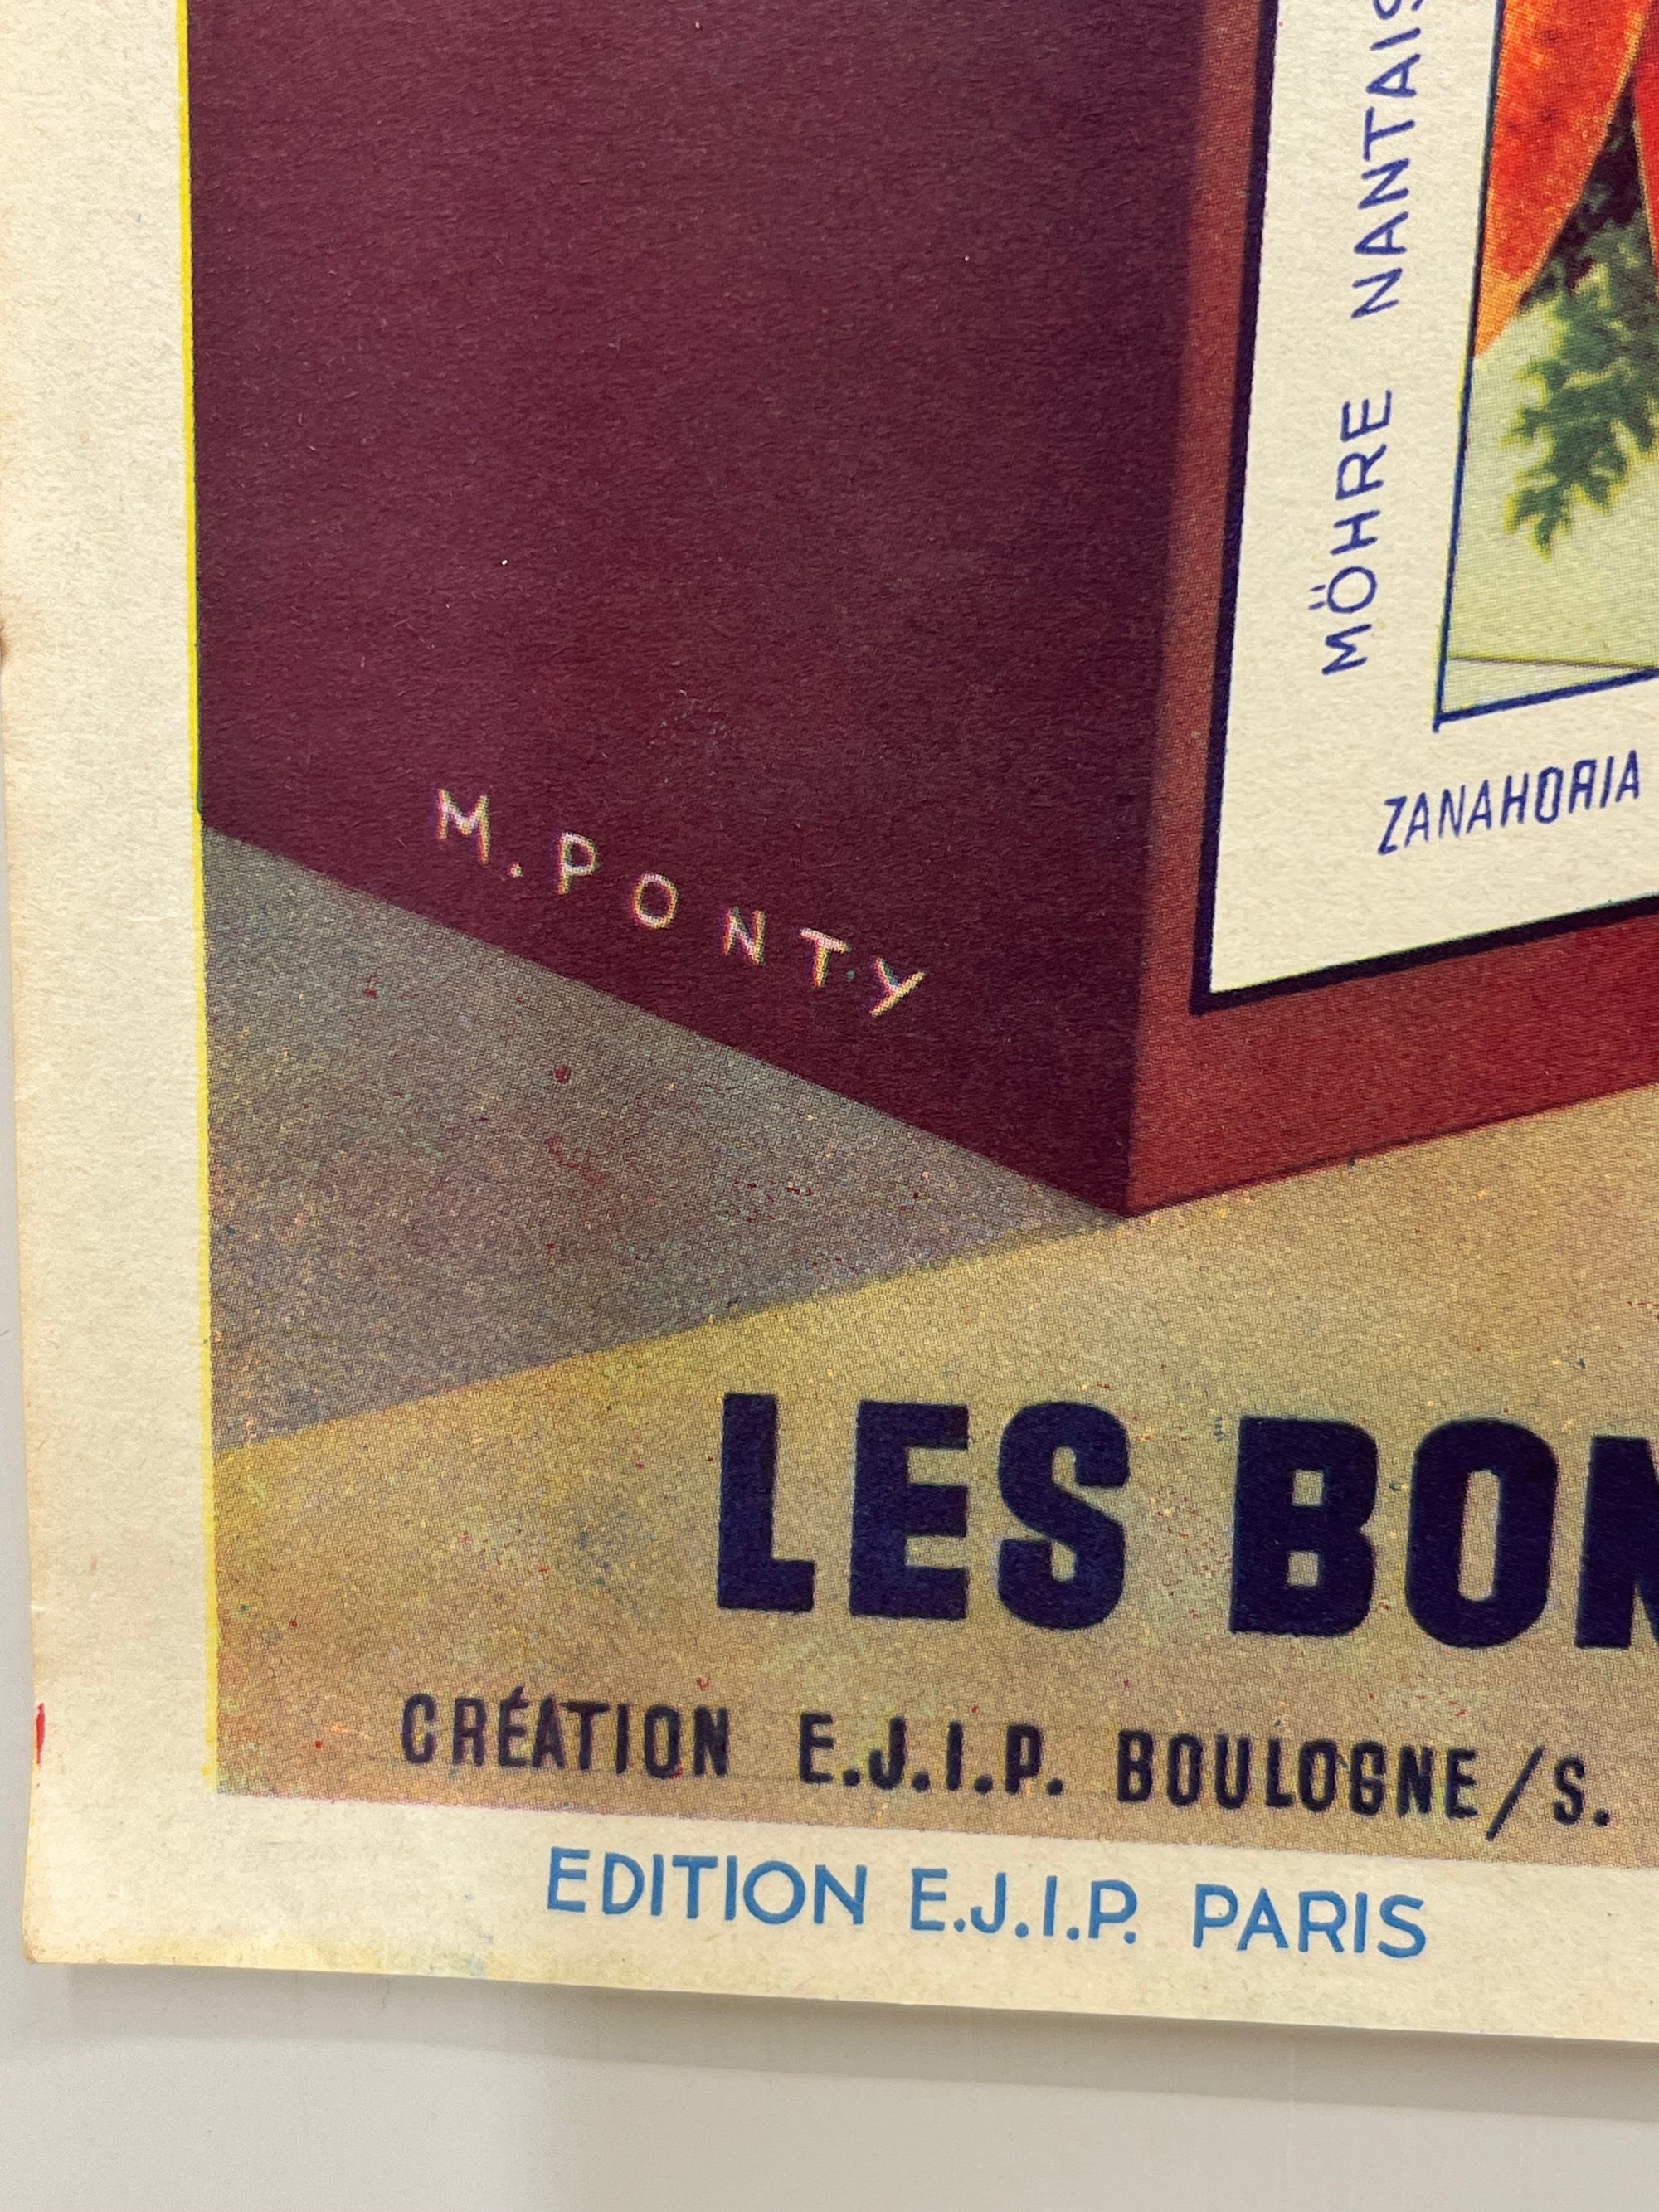 MÖHRE NANTAIS
ZANAHORIA
M. PONTY
LES BON
CRÉATION E.J.I.P. BOULOGNE/S.
EDITION E.J.I.P. PARIS